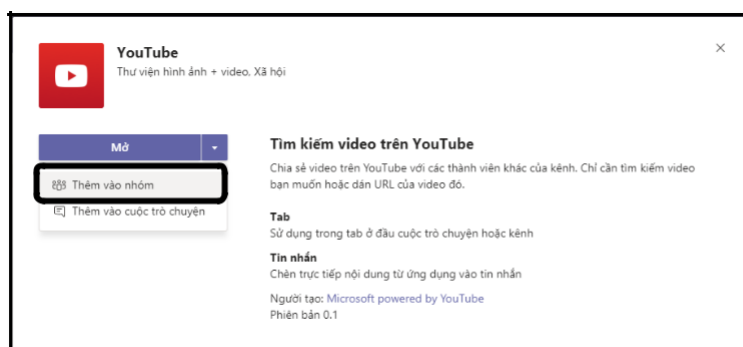 YouTube
Thư viện hình ảnh + video, Xã hội
Mở
Thêm vào nhóm
Thêm vào cuộc trò chuyện
Tìm kiếm video trên YouTube
Chia sẻ video trên YouTube với các thành viên khác của kênh. Chỉ cần tìm kiếm video
bạn muốn hoặc dán URL của video đó.
Tab
Sử dụng trong tab ở đầu cuộc trò chuyện hoặc kênh
Tin nhắn
Chèn trực tiếp nội dung từ ứng dụng vào tin nhắn
Người tạo: Microsoft powered by YouTube
Phiên bản 0.1